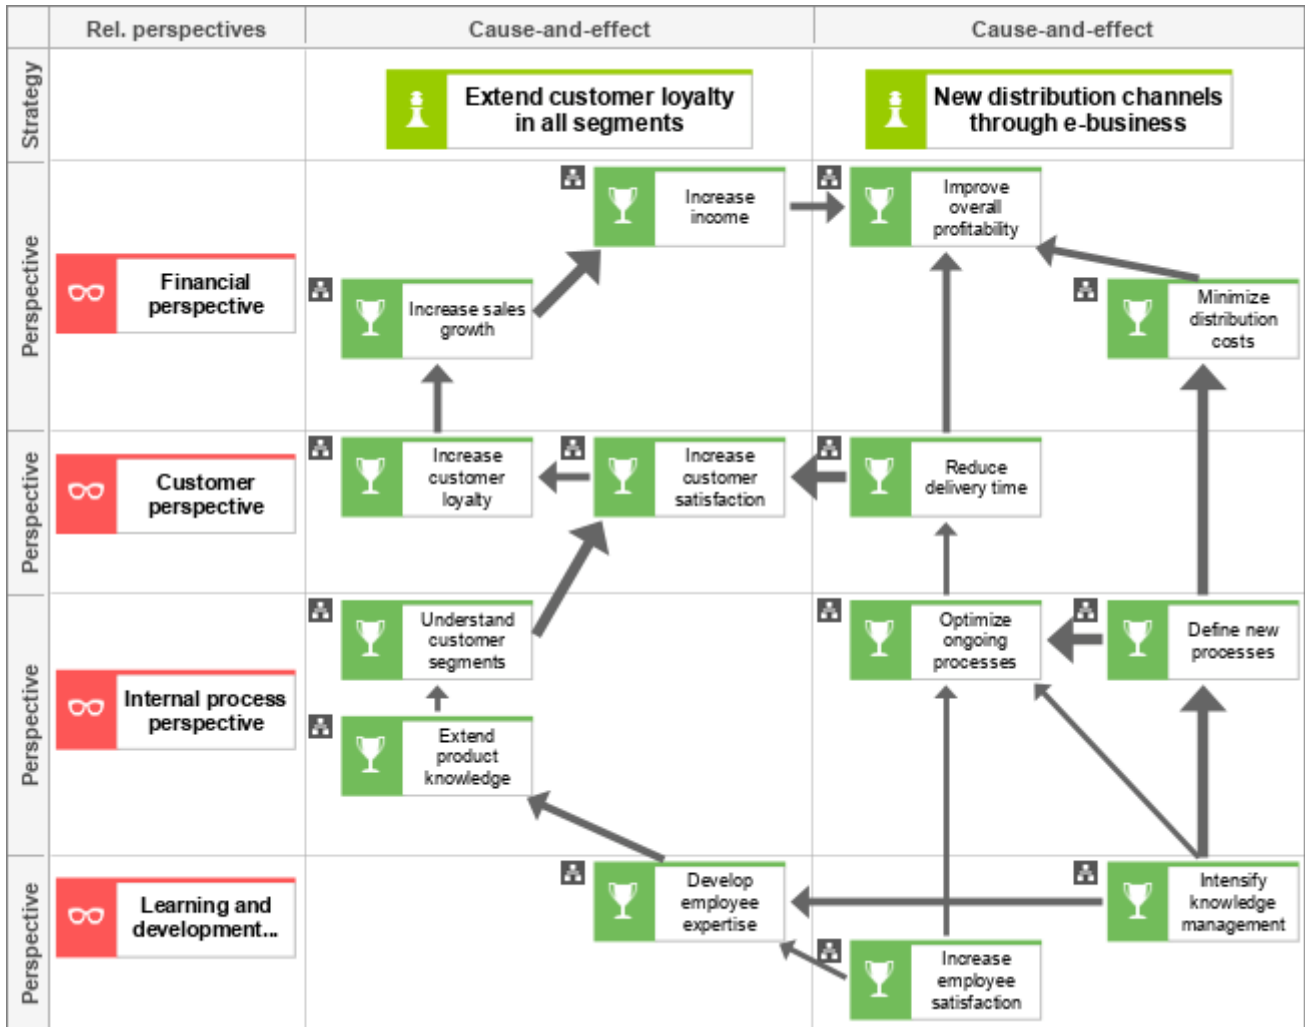 Rel. perspectives
Cause-and-effect
Cause-and-effect
Strategy
Extend customer loyalty
in all segments
New distribution channels
through e-business
Perspective
Financial
perspective
Increase
income
Improve
overall
profitability
Increase sales
growth
Minimize
distribution
costs
Perspective
Customer
perspective
Increase
customer
loyalty
Increase
customer
satisfaction
Reduce
delivery time
Perspective
Internal process
perspective
Understand
customer
segments
Optimize
ongoing
processes
Define new
processes
Extend
product
knowledge
Perspective
Learning and
development...
Develop
employee
expertise
Intensify
knowledge
management
Increase
employee
satisfaction